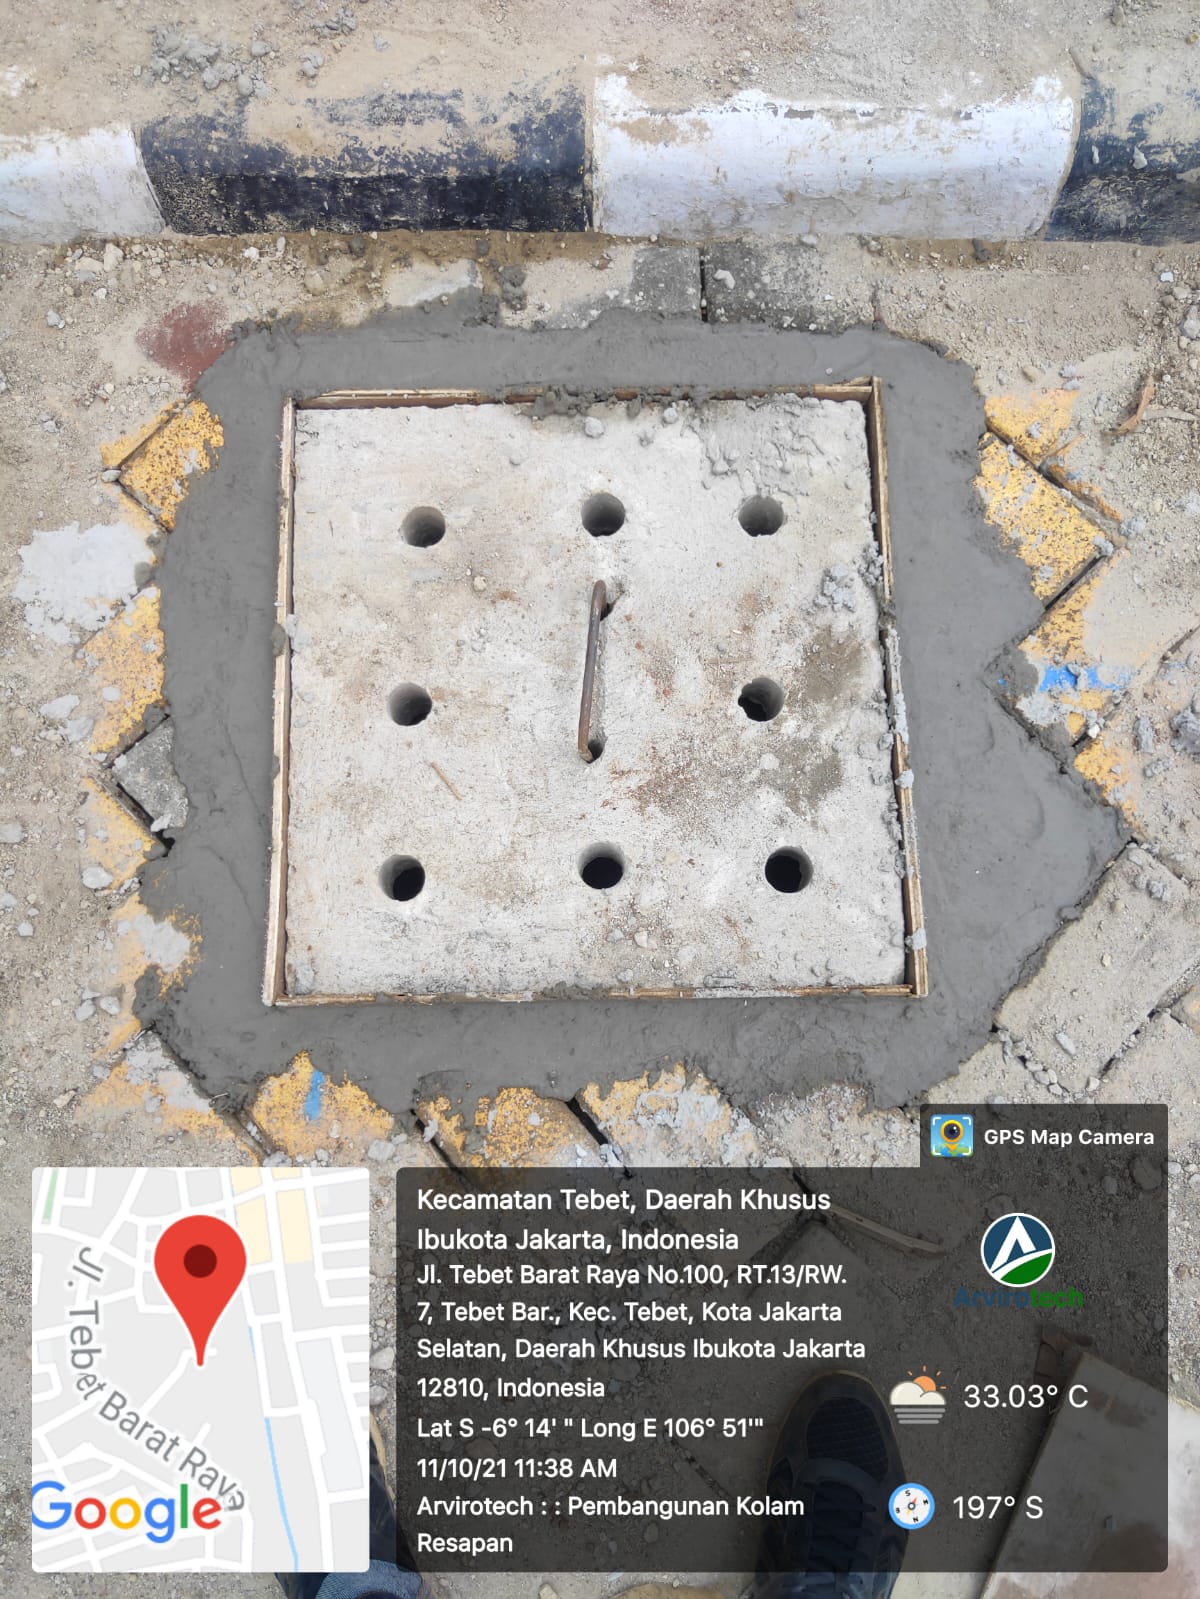 GPS Map Camera
Kecamatan Tebet, Daerah Khusus
Ibukota Jakarta, Indonesia
Jl. Tebet Barat Raya No.100, RT.13/RW.
7, Tebet Bar., Kec. Tebet, Kota Jakarta
Selatan, Daerah Khusus Ibukota Jakarta
12810, Indonesia
Lat S -6° 14' " Long E 106° 51'"
11/10/21 11:38 AM
Arvirotech : : Pembangunan Kolam
Resapan
Arvirotech
33.03° C
197° S
Jl. Tebet Barat Raya
Google